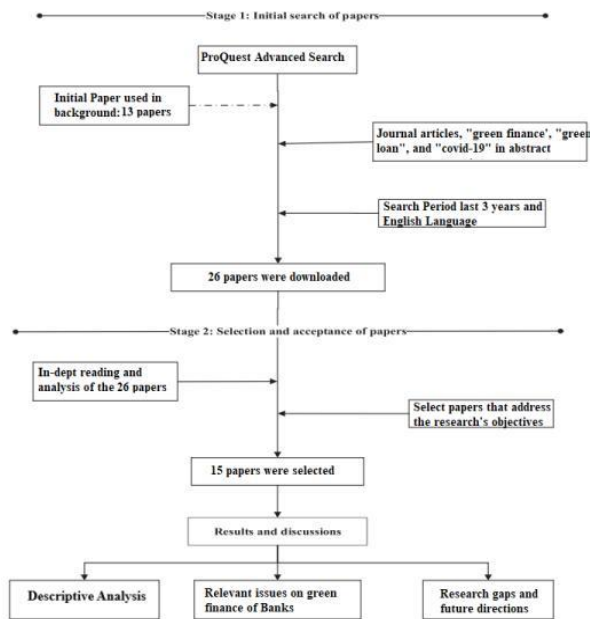 Stage 1: Initial search of papers
ProQuest Advanced Search
Initial Paper used in
background: 13 papers
Journal articles, "green finance', "green
loan", and "covid-19" in abstract
Search Period last 3 years and
English Language
26 papers were downloaded
Stage 2: Selection and acceptance of papers
In-dept reading and
analysis of the 26 papers
Select papers that address
the research's objectives
15 papers were selected
Results and discussions
Descriptive Analysis
Relevant issues on green
finance of Banks
Research gaps and
future directions